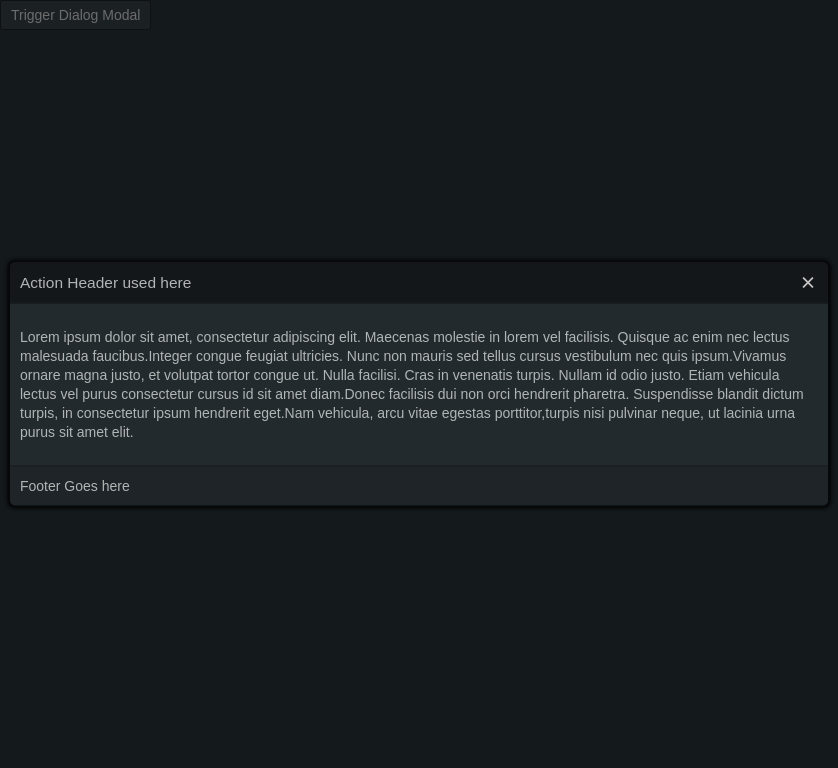 Trigger Dialog Modal
Action Header used here
Lorem ipsum dolor sit amet, consectetur adipiscing elit. Maecenas molestie in lorem vel facilisis. Quisque ac enim nec lectus
malesuada faucibus.Integer congue feugiat ultricies. Nunc non mauris sed tellus cursus vestibulum nec quis ipsum.Vivamus
ornare magna justo, et volutpat tortor congue ut. Nulla facilisi. Cras in venenatis turpis. Nullam id odio justo. Etiam vehicula
lectus vel purus consectetur cursus id sit amet diam.Donec facilisis dui non orci hendrerit pharetra. Suspendisse blandit dictum
turpis, in consectetur ipsum hendrerit eget.Nam vehicula, arcu vitae egestas porttitor,turpis nisi pulvinar neque, ut lacinia urna
purus sit amet elit.
Footer Goes here